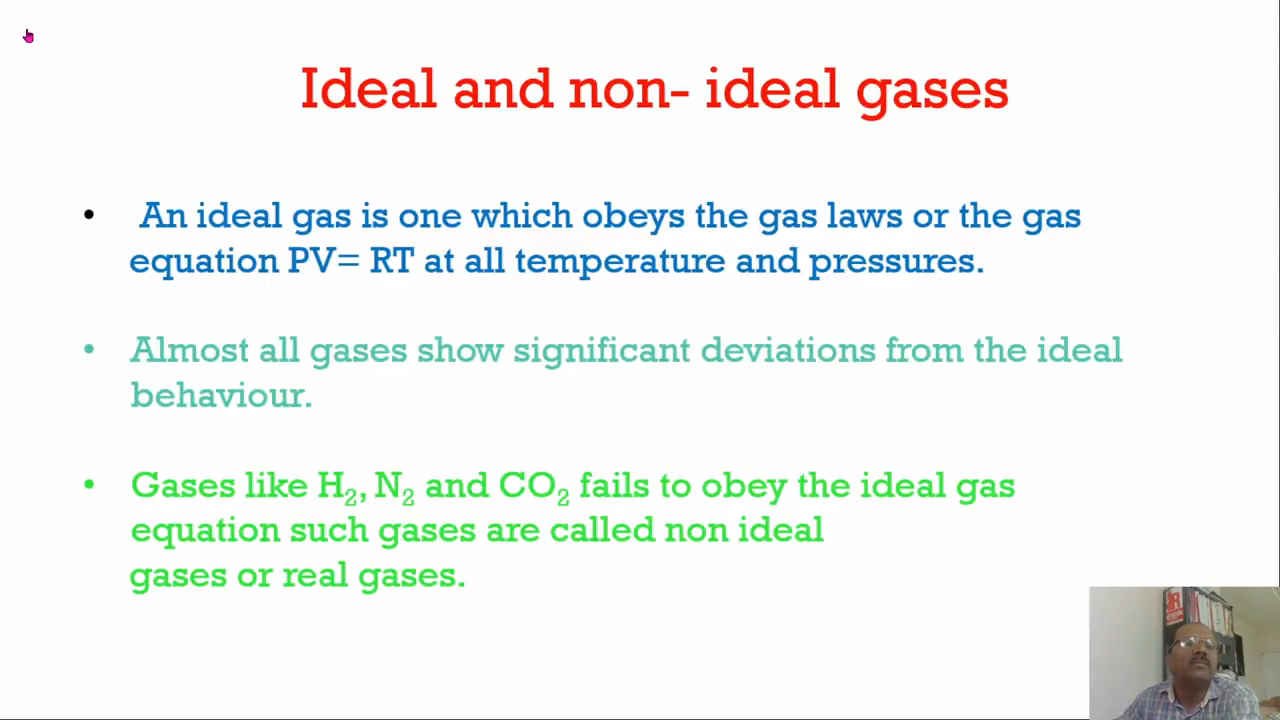 Ideal and non- ideal gases
• An ideal gas is one which obeys the gas laws or the gas
equation PV= RT at all temperature and pressures.
• Almost all gases show significant deviations from the ideal
behaviour.
• Gases like H₂, N₂ and CO₂ fails to obey the ideal gas
equation such gases are called non ideal
gases or real gases.